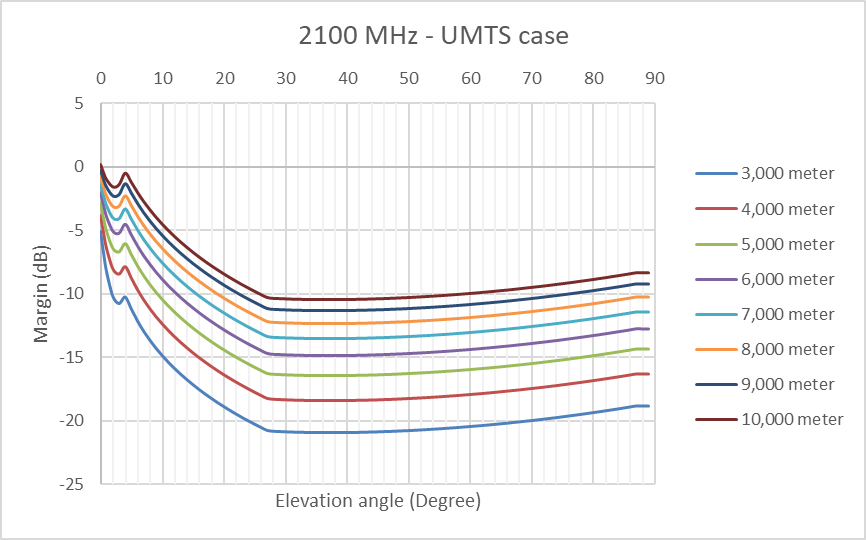 2100 MHz - UMTS case
0 10 20 30 40 50 60 70 80 90
5
0
-5
-10
-15
-20
-25
Margin (dB)
Elevation angle (Degree)
3,000 meter
4,000 meter
5,000 meter
6,000 meter
7,000 meter
8,000 meter
9,000 meter
10,000 meter